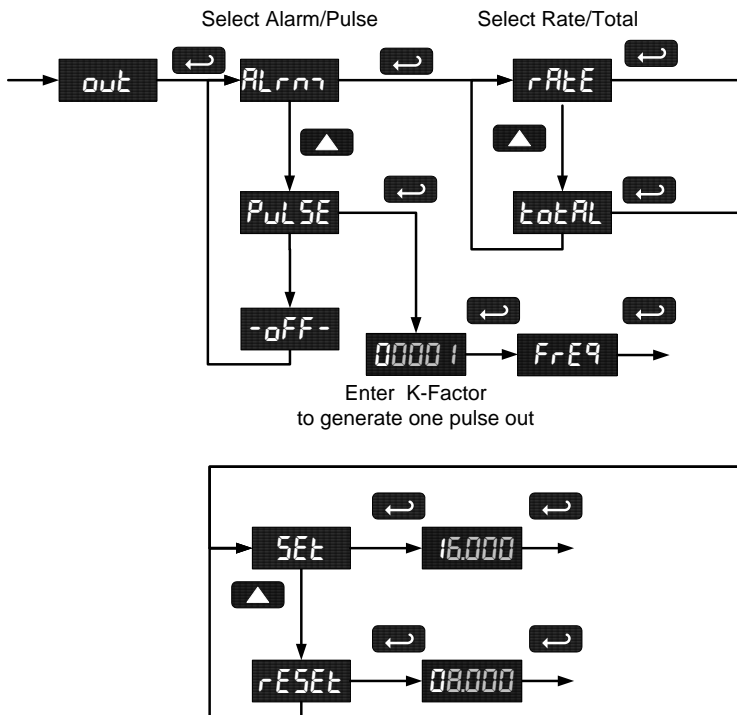 Select Alarm/Pulse
Select Rate/Total
out
ALrm
rAtE
PuLSE
totAL
-oFF-
00001
FrEq
Enter K-Factor
to generate one pulse out
SEt
16.000
rESEt
08.000